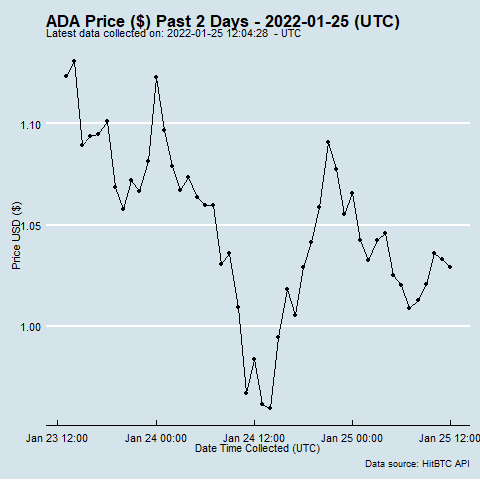 ADA Price ($) Past 2 Days - 2022-01-25 (UTC)
Latest data collected on: 2022-01-25 12:04:28  - UTC
1.10
1.05
1.00
Price USD ($)
Jan 23 12:00 Jan 24 00:00 Jan 24 12:00 Jan 25 00:00 Jan 25 12:00
Date Time Collected (UTC)
Data source: HitBTC API